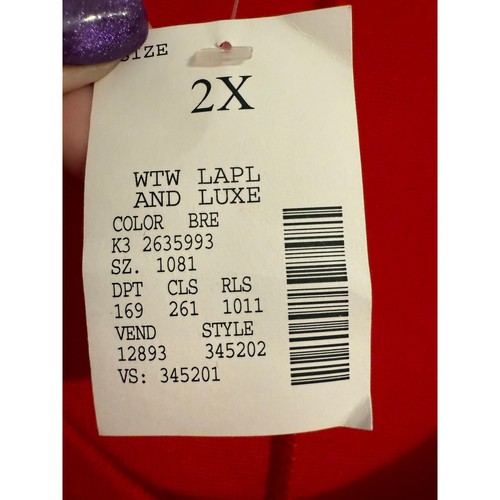 SIZE
2X
WTW LAPL
AND LUXE
COLOR BRE
K3 2635993
SZ. 1081
DPT CLS RLS
169 261 1011
VEND STYLE
12893 345202
VS: 345201